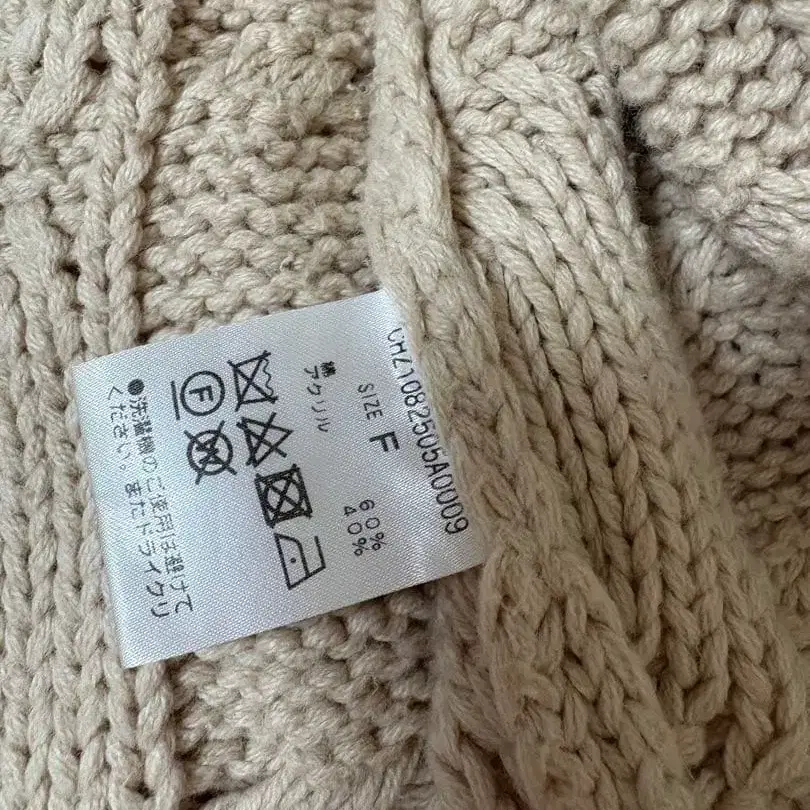 CHZ1082505A0009
SIZE F
綿 60%
アクリル 40%
F
●洗濯機のご使用は避けて
ください。またドライクリ